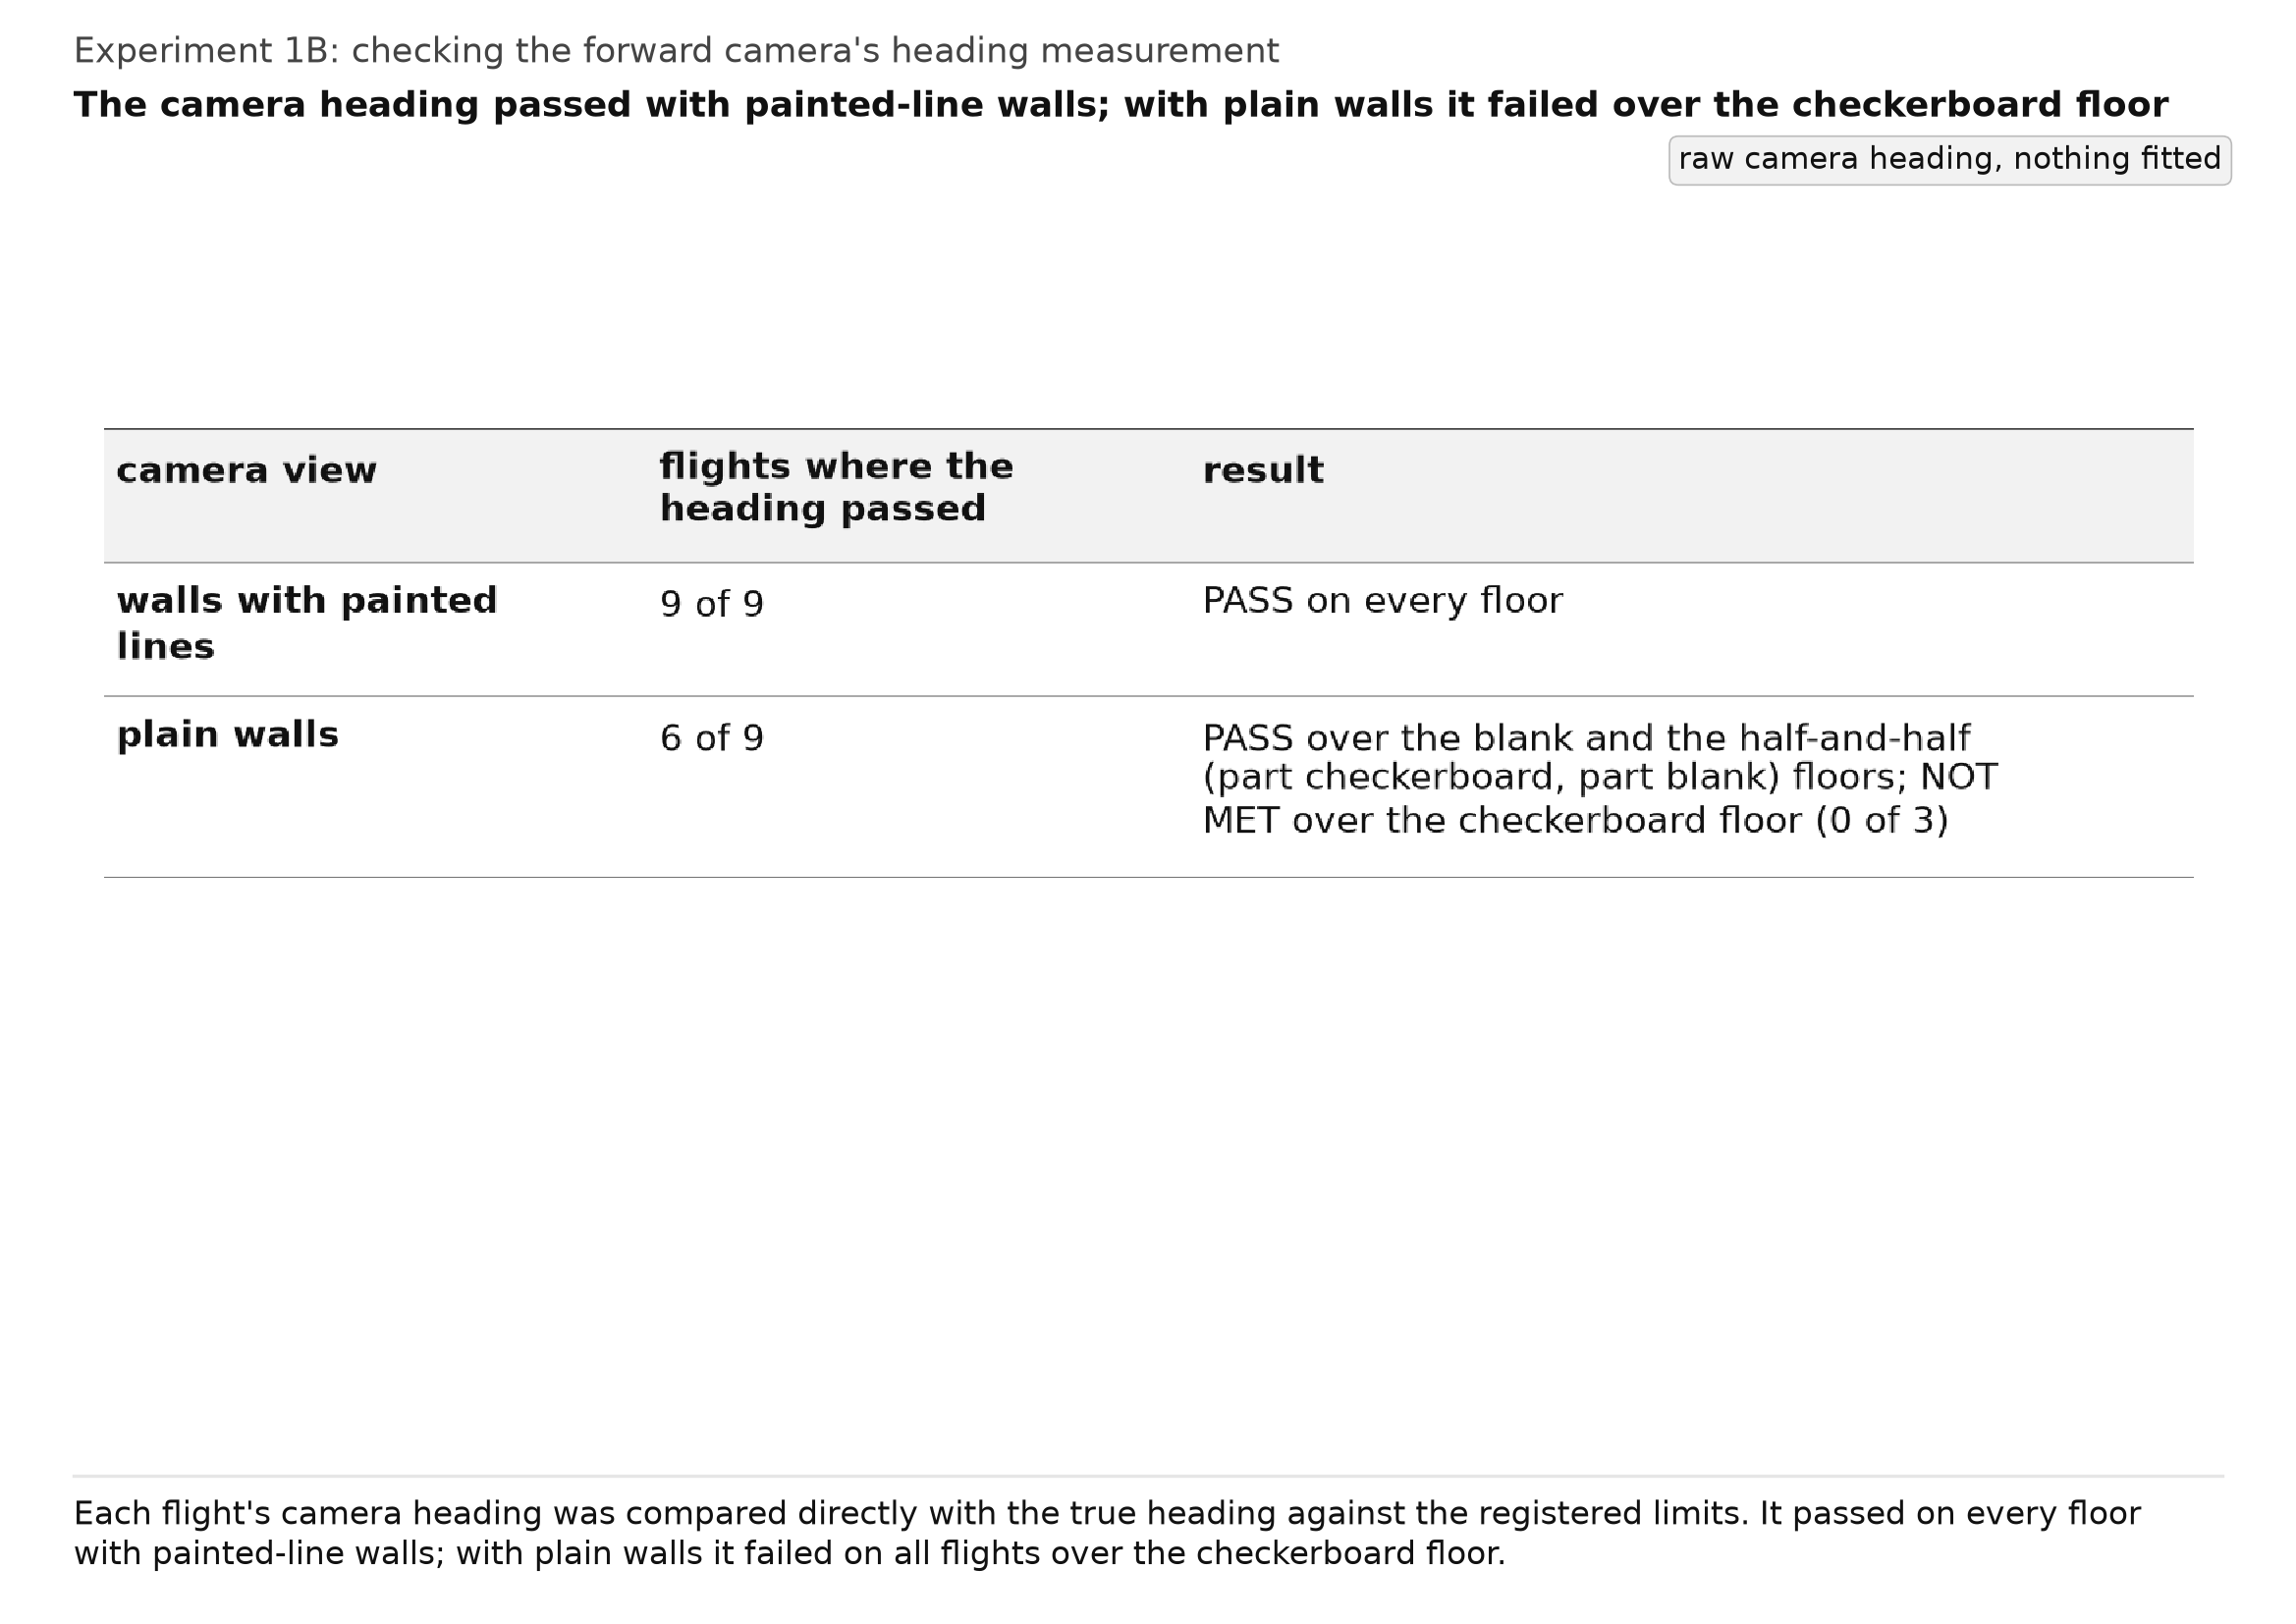 Experiment 1B: checking the forward camera's heading measurement
The camera heading passed with painted-line walls; with plain walls it failed over the checkerboard floor
raw camera heading, nothing fitted
camera view
flights where the
heading passed
result
walls with painted
lines
9 of 9
PASS on every floor
plain walls
6 of 9
PASS over the blank and the half-and-half
(part checkerboard, part blank) floors; NOT
MET over the checkerboard floor (0 of 3)
Each flight's camera heading was compared directly with the true heading against the registered limits. It passed on every floor
with painted-line walls; with plain walls it failed on all flights over the checkerboard floor.